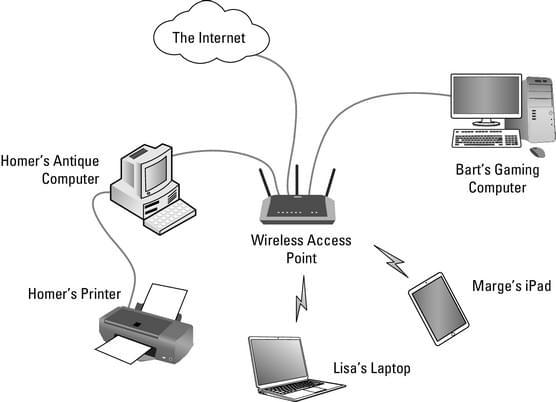 The Internet
Homer's Antique
Computer
Bart's Gaming
Computer
Wireless Access
Point
Homer's Printer
Marge's iPad
Lisa's Laptop